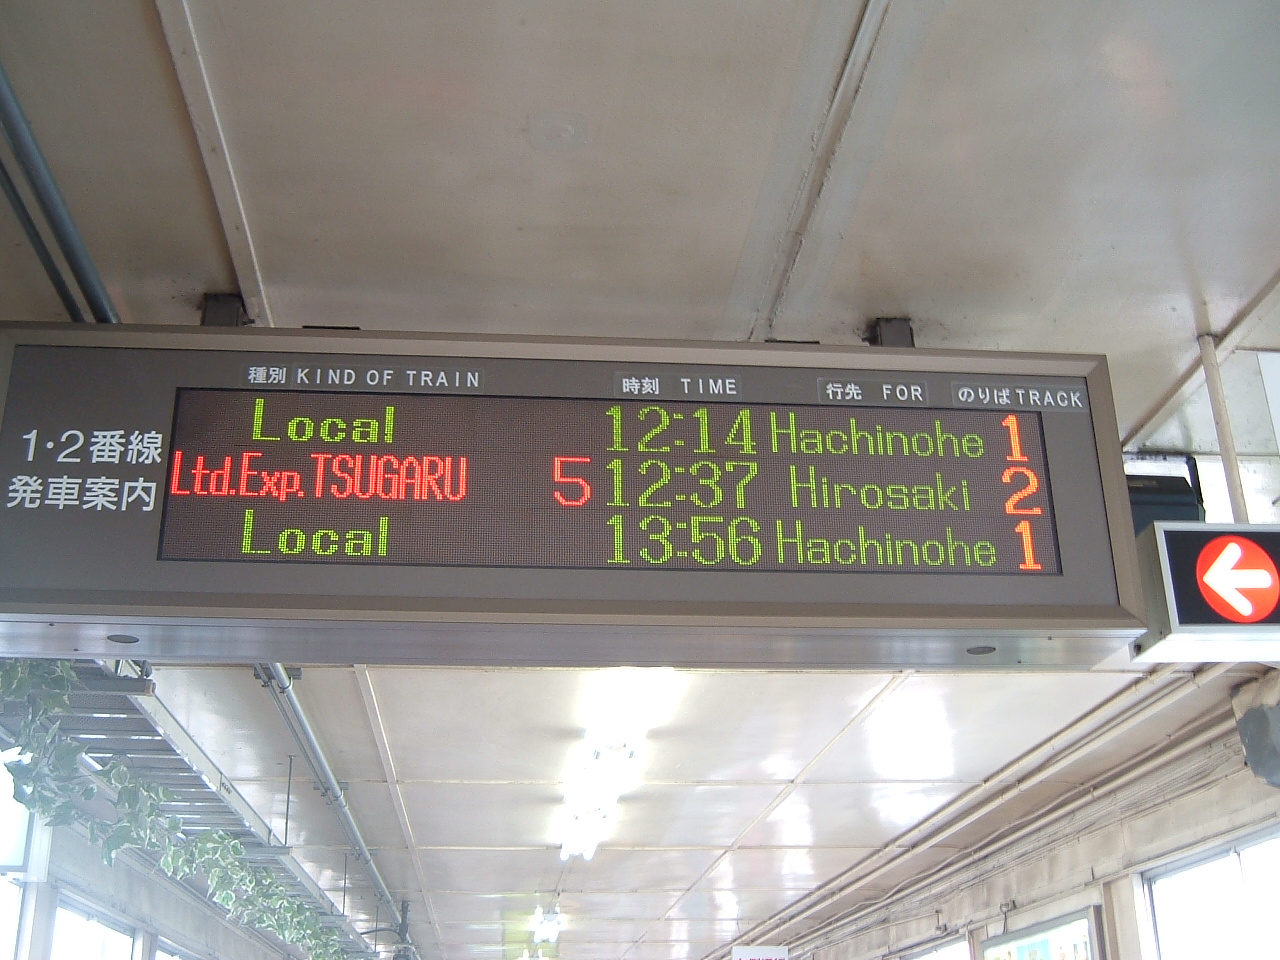 種別 KIND OF TRAIN 時刻 TIME 行先 FOR のりば TRACK
1・2番線
発車案内
Local 12:14 Hachinohe 1
Ltd.Exp.TSUGARU 5 12:37 Hirosaki 2
Local 13:56 Hachinohe 1